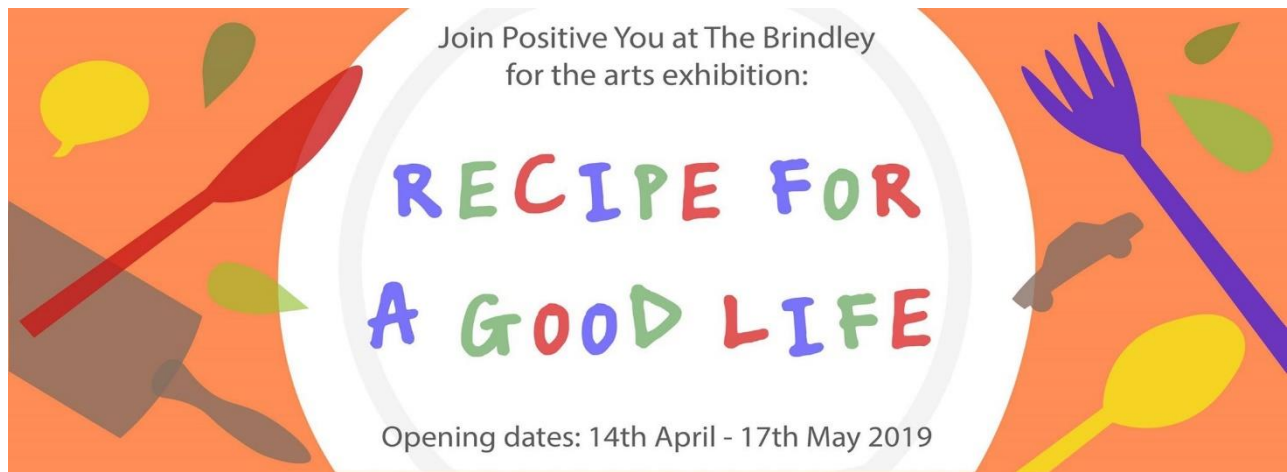 Join Positive You at The Brindley
for the arts exhibition:
RECIPE FOR
A GOOD LIFE
Opening dates: 14th April - 17th May 2019